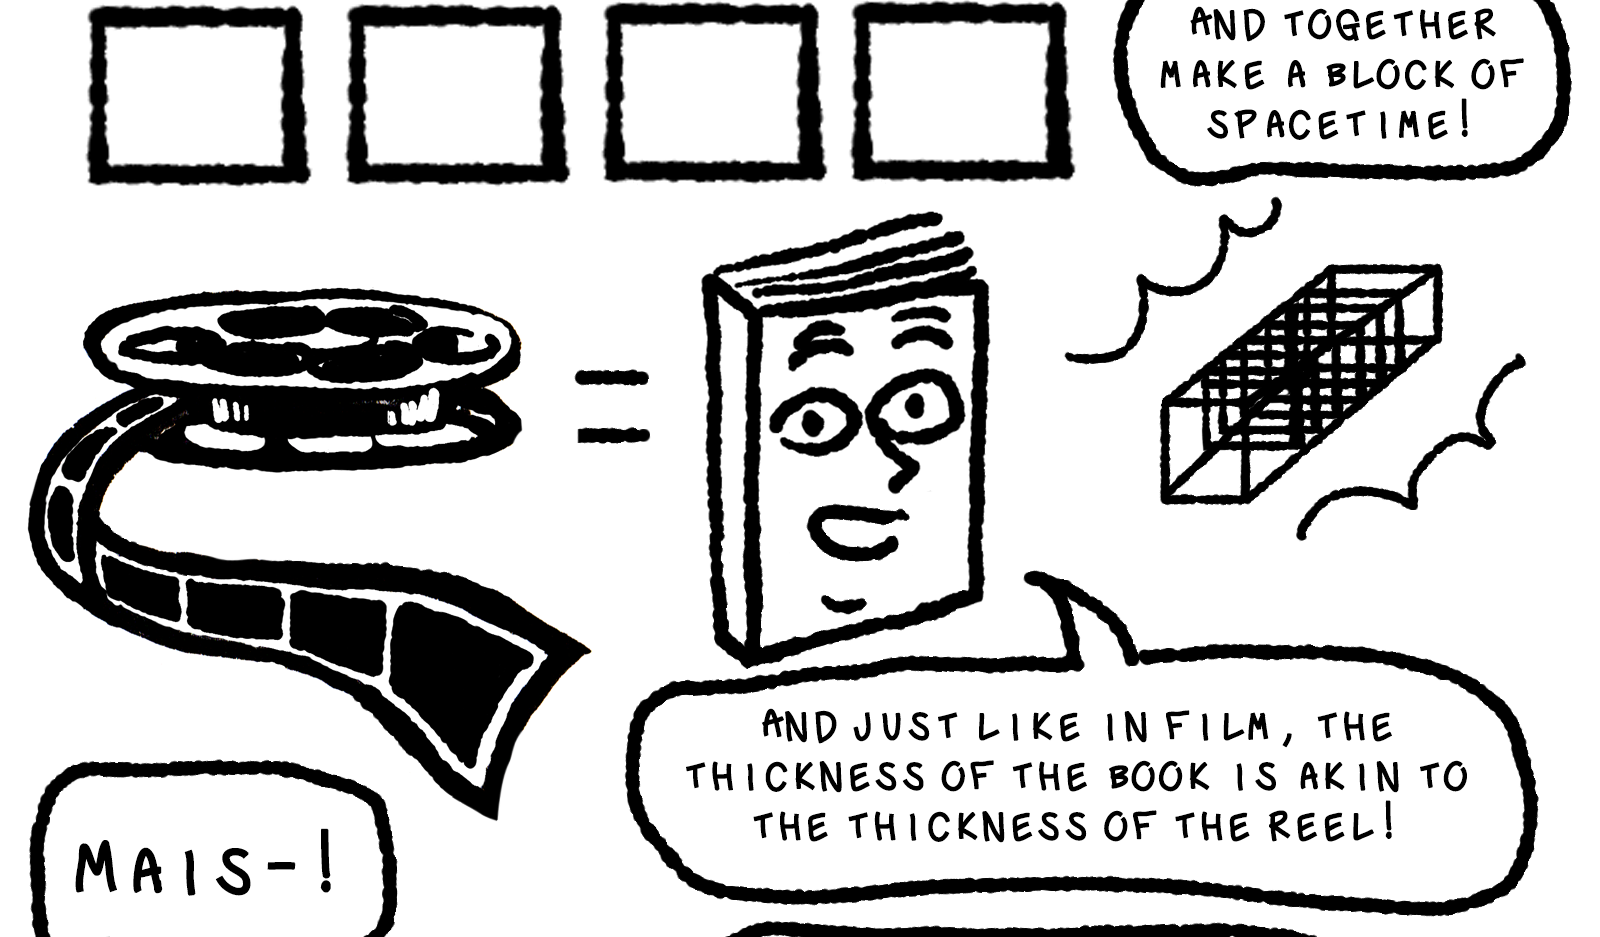 AND TOGETHER
MAKE A BLOCK OF
SPACETIME!
AND JUST LIKE IN FILM, THE
THICKNESS OF THE BOOK IS AKIN TO
THE THICKNESS OF THE REEL!
MAIS-!